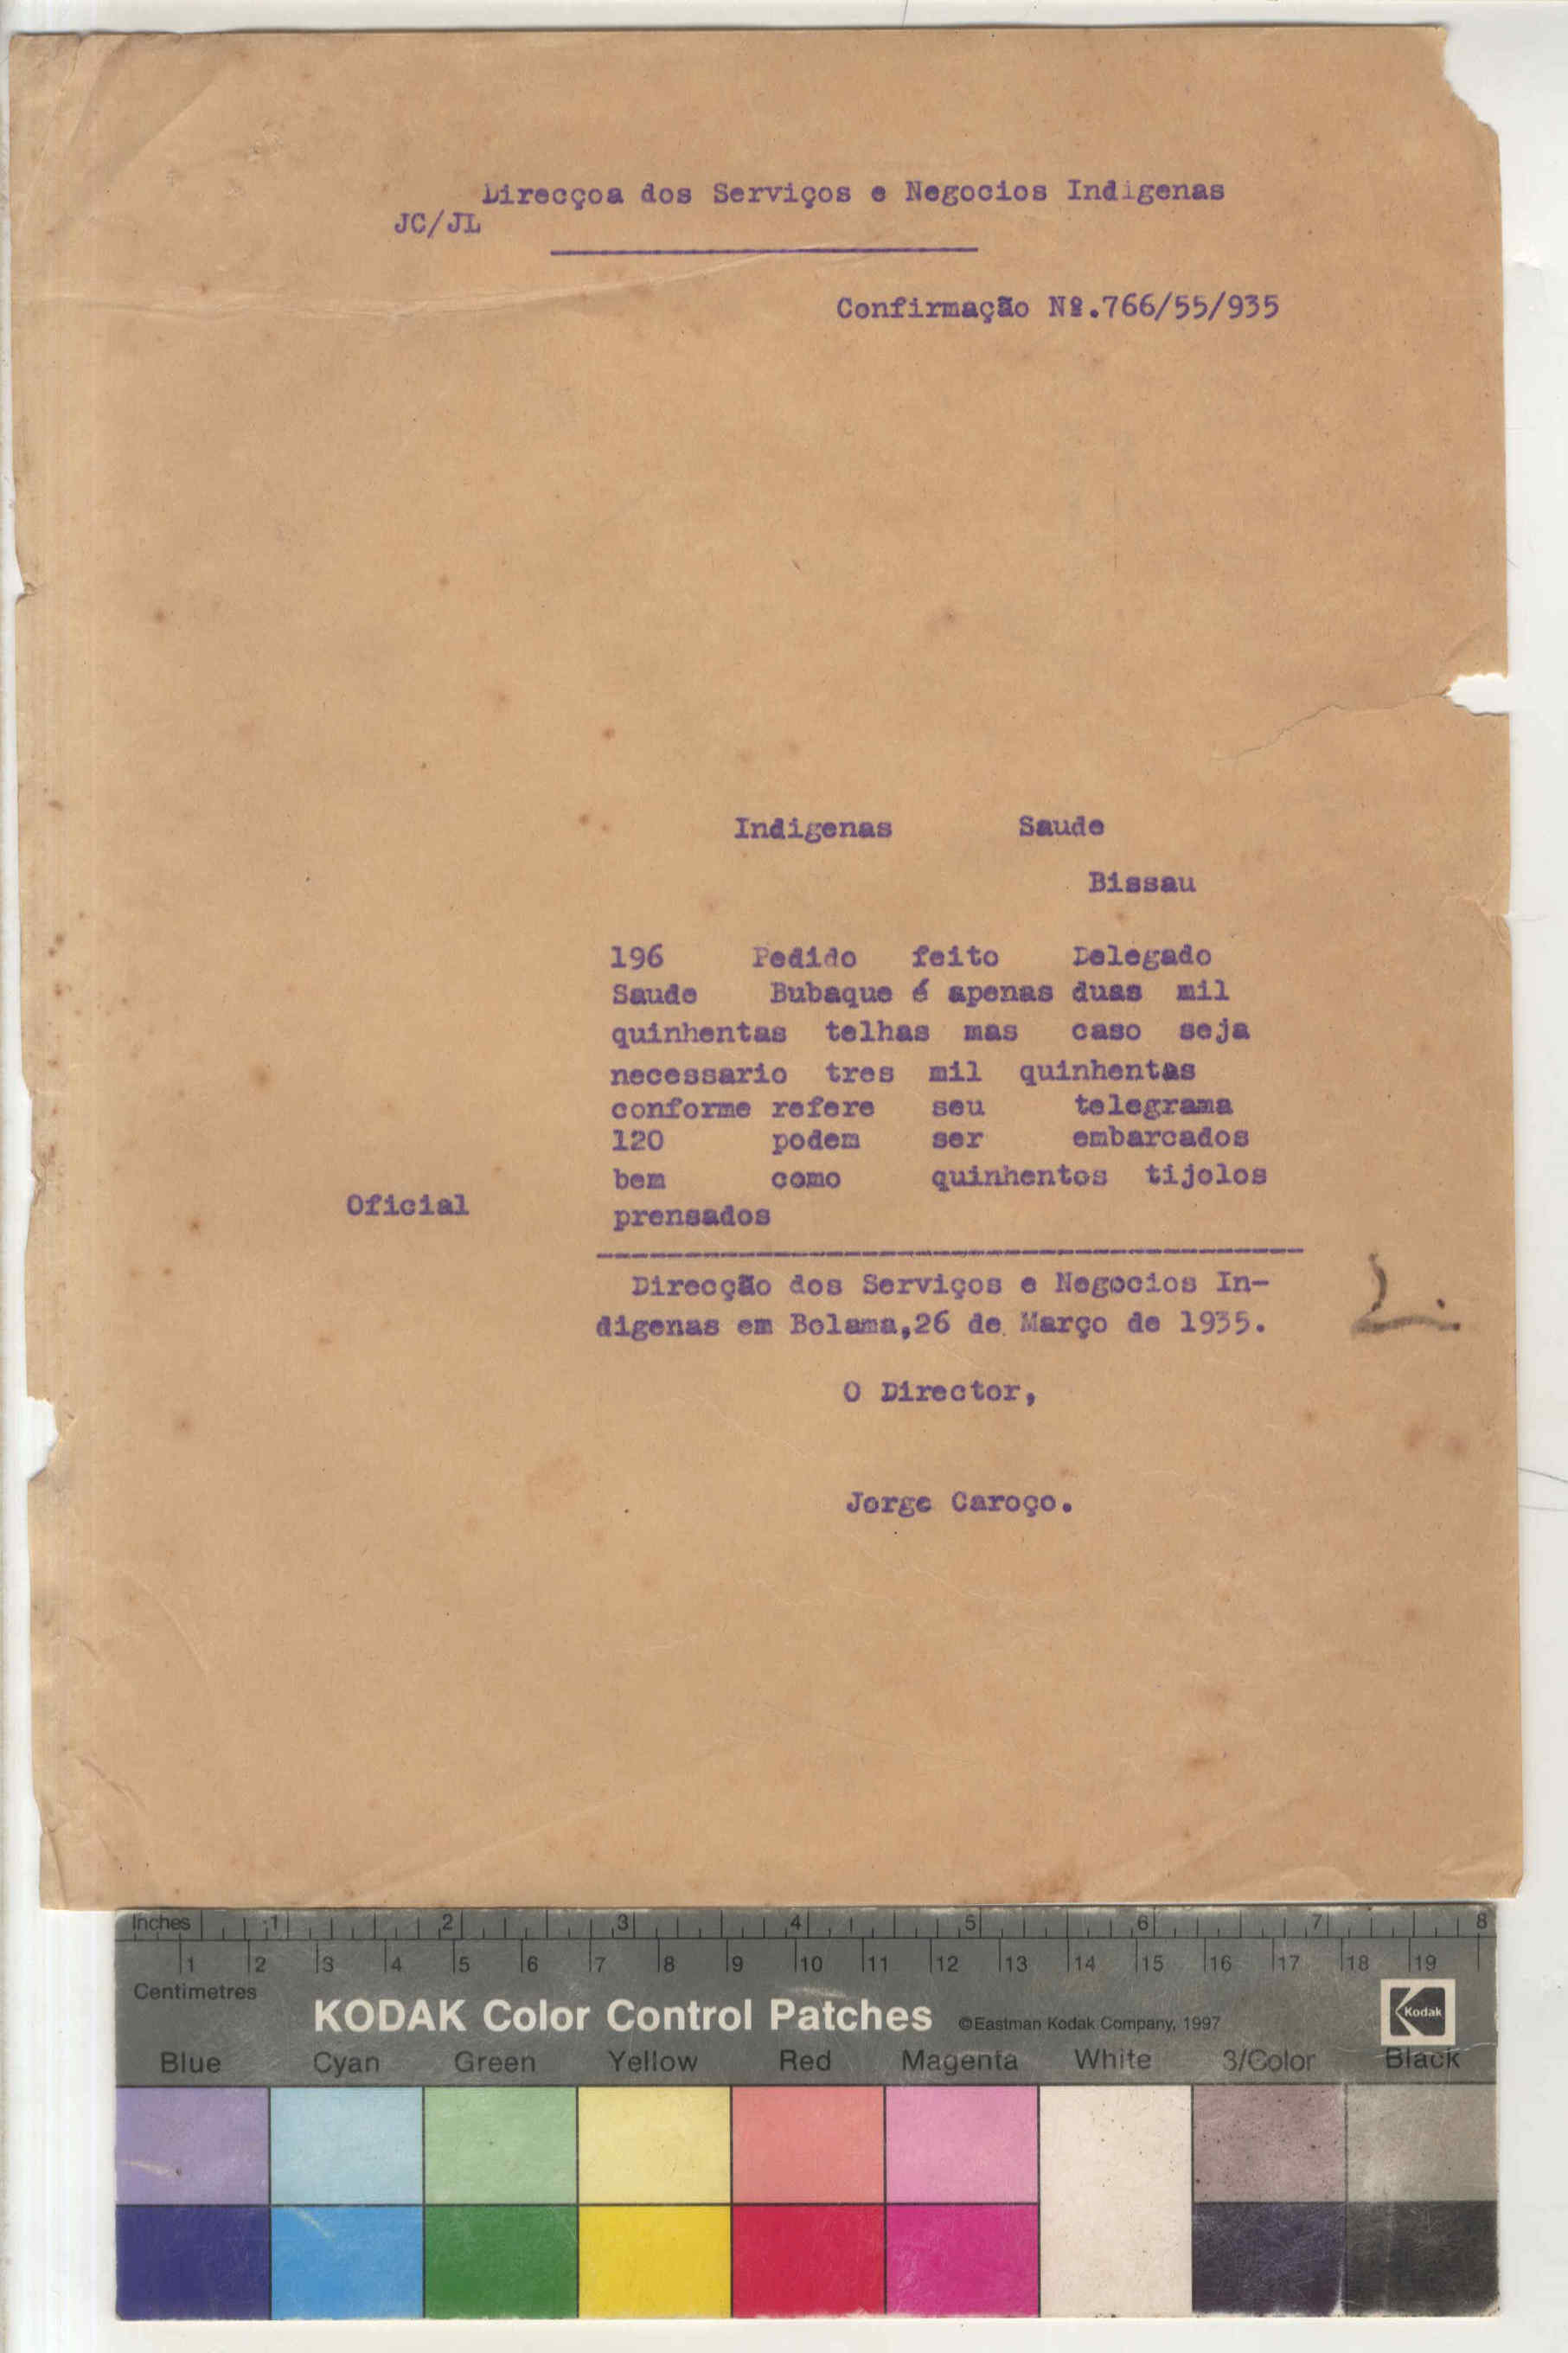 Direcçoa dos Serviços e Negocios Indigenas
JC/JL
Confirmação Nº.766/55/935
Indigenas Saude
Bissau
196 Pedido feito Delegado
Saude Bubaque é apenas duas mil
quinhentas telhas mas caso seja
necessario tres mil quinhentas
conforme refere seu telegrama
120 podem ser embarcados
bem como quinhentos tijolos
Oficial
prensados
Direcção dos Serviços e Negocios In-
digenas em Bolama,26 de Março de 1935.
O Director,
Jorge Caroço.
Inches 1 2 3 4 5 6 7 8
1 2 3 4 5 6 7 8 9 10 11 12 13 14 15 16 17 18 19
Centimetres
KODAK Color Control Patches ©Eastman Kodak Company, 1997 Kodak
Blue Cyan Green Yellow Red Magenta White 3/Color Black